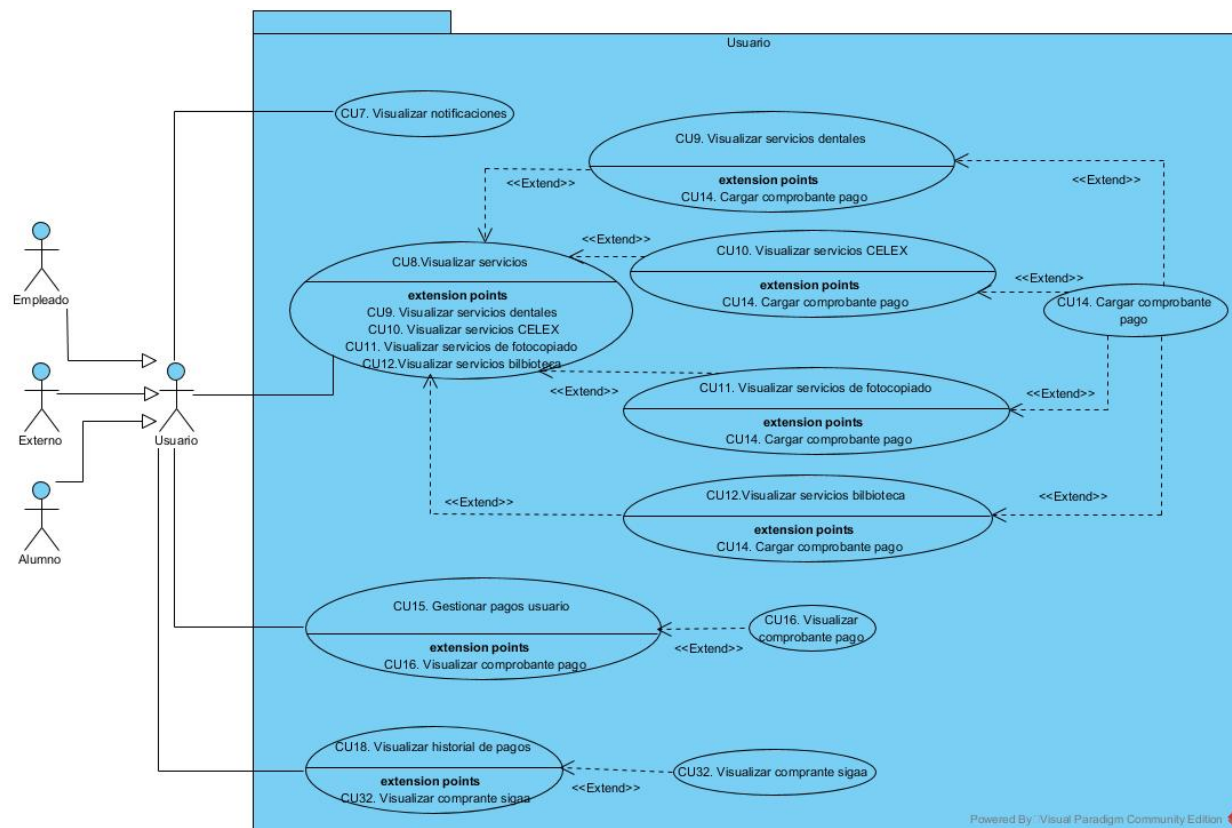 Usuario
CU7. Visualizar notificaciones
CU9. Visualizar servicios dentales
extension points
CU14. Cargar comprobante pago
<<Extend>>
<<Extend>>
CU8.Visualizar servicios
extension points
CU9. Visualizar servicios dentales
CU10. Visualizar servicios CELEX
CU11. Visualizar servicios de fotocopiado
CU12.Visualizar servicios bilbioteca
<<Extend>>
CU10. Visualizar servicios CELEX
extension points
CU14. Cargar comprobante pago
<<Extend>>
CU14. Cargar comprobante
pago
Empleado
Externo
Usuario
Alumno
<<Extend>>
CU11. Visualizar servicios de fotocopiado
extension points
CU14. Cargar comprobante pago
<<Extend>>
<<Extend>>
CU12.Visualizar servicios bilbioteca
extension points
CU14. Cargar comprobante pago
<<Extend>>
CU15. Gestionar pagos usuario
extension points
CU16. Visualizar comprobante pago
<<Extend>>
CU16. Visualizar
comprobante pago
CU18. Visualizar historial de pagos
extension points
CU32. Visualizar comprante sigaa
<<Extend>>
CU32. Visualizar comprante sigaa
Powered By Visual Paradigm Community Edition